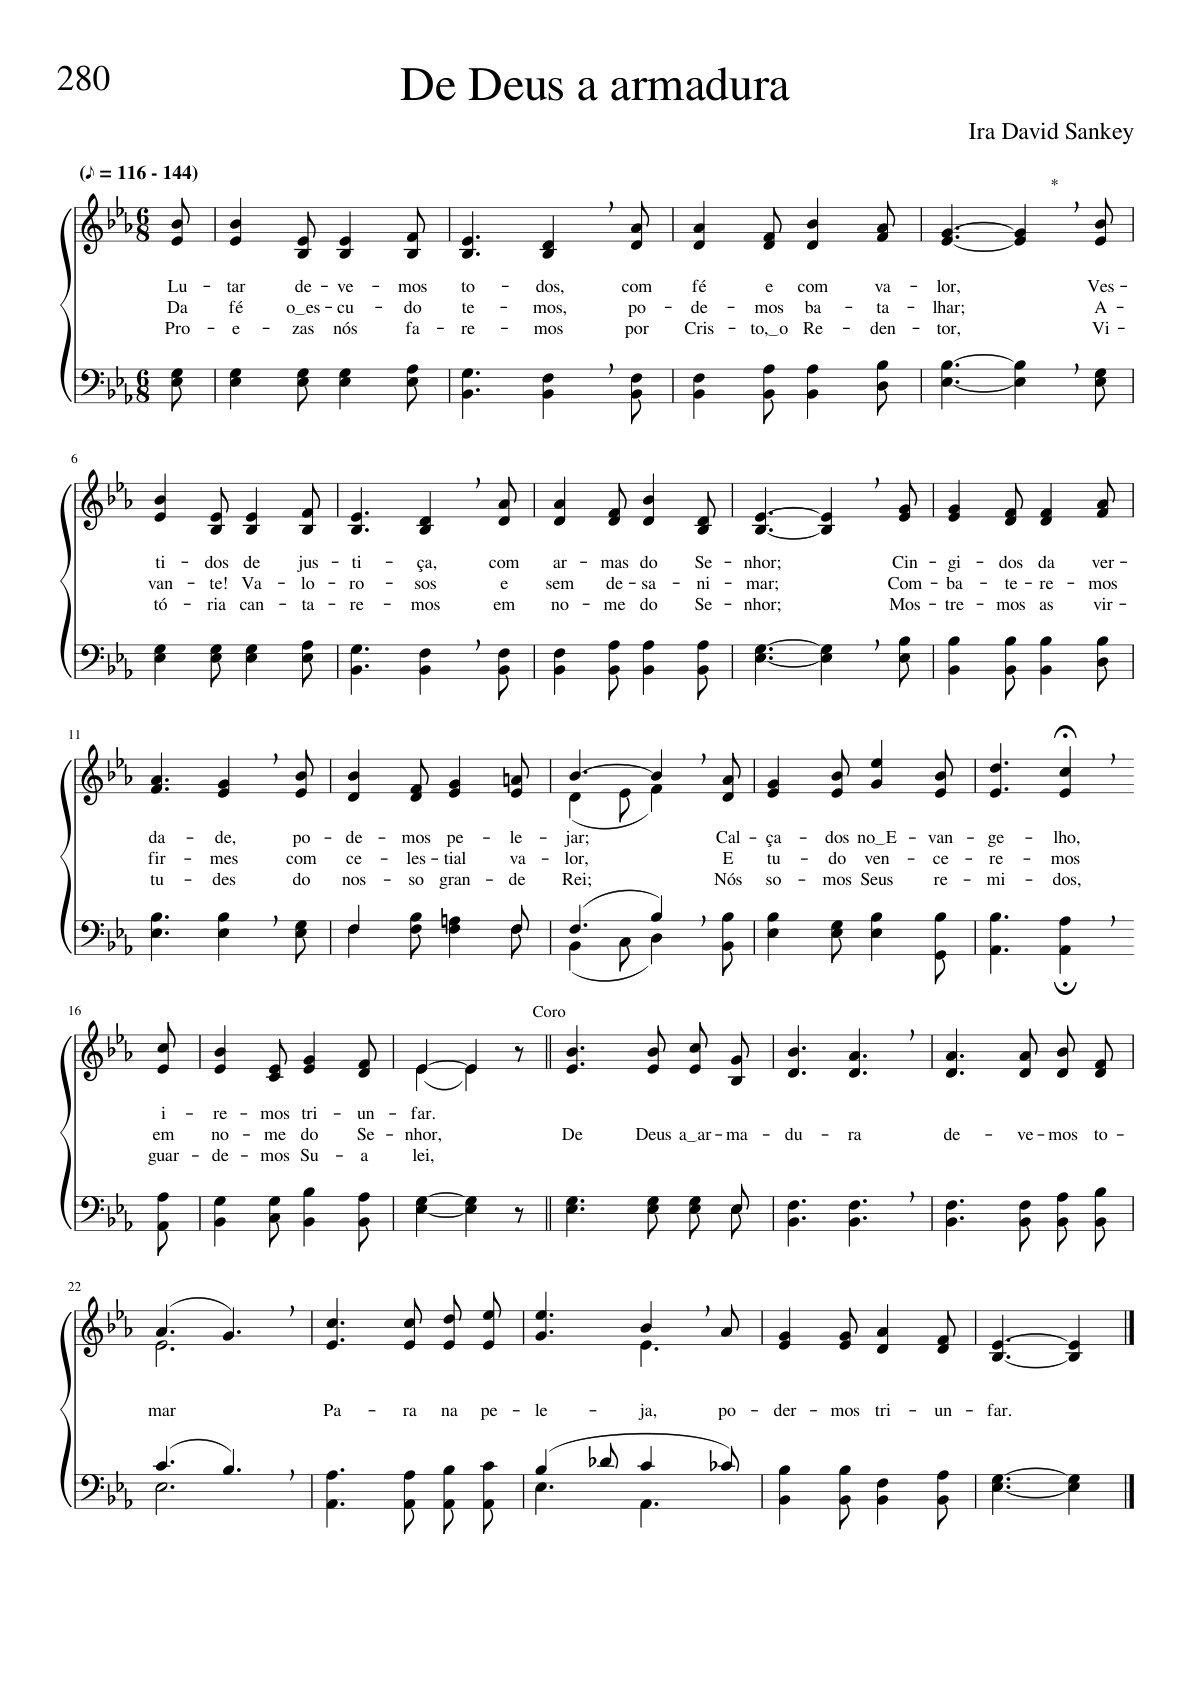 280
De Deus a armadura
Ira David Sankey
(♪ = 116 - 144)
*
6 8
Lu - tar de - ve - mos to - dos, com fé e com va - lor, Ves -
Da fé o_es - cu - do te - mos, po - de - mos ba - ta - lhar; A -
Pro - e - zas nós fa - re - mos por Cris - to,_o Re - den - tor, Vi -
6 8
6
ti - dos de jus - ti - ça, com ar - mas do Se - nhor; Cin - gi - dos da ver -
van - te! Va - lo - ro - sos e sem de - sa - ni - mar; Com - ba - te - re - mos
tó - ria can - ta - re - mos em no - me do Se - nhor; Mos - tre - mos as vir -
11
da - de, po - de - mos pe - le - jar; Cal - ça - dos no_E - van - ge - lho,
fir - mes com ce - les - tial va - lor, E tu - do ven - ce - re - mos
tu - des do nos - so gran - de Rei; Nós so - mos Seus re - mi - dos,
16
Coro
i - re - mos tri - un - far.
em no - me do Se - nhor, De Deus a_ar - ma - du - ra de - ve - mos to -
guar - de - mos Su - a lei,
22
mar Pa - ra na pe - le - ja, po - der - mos tri - un - far.